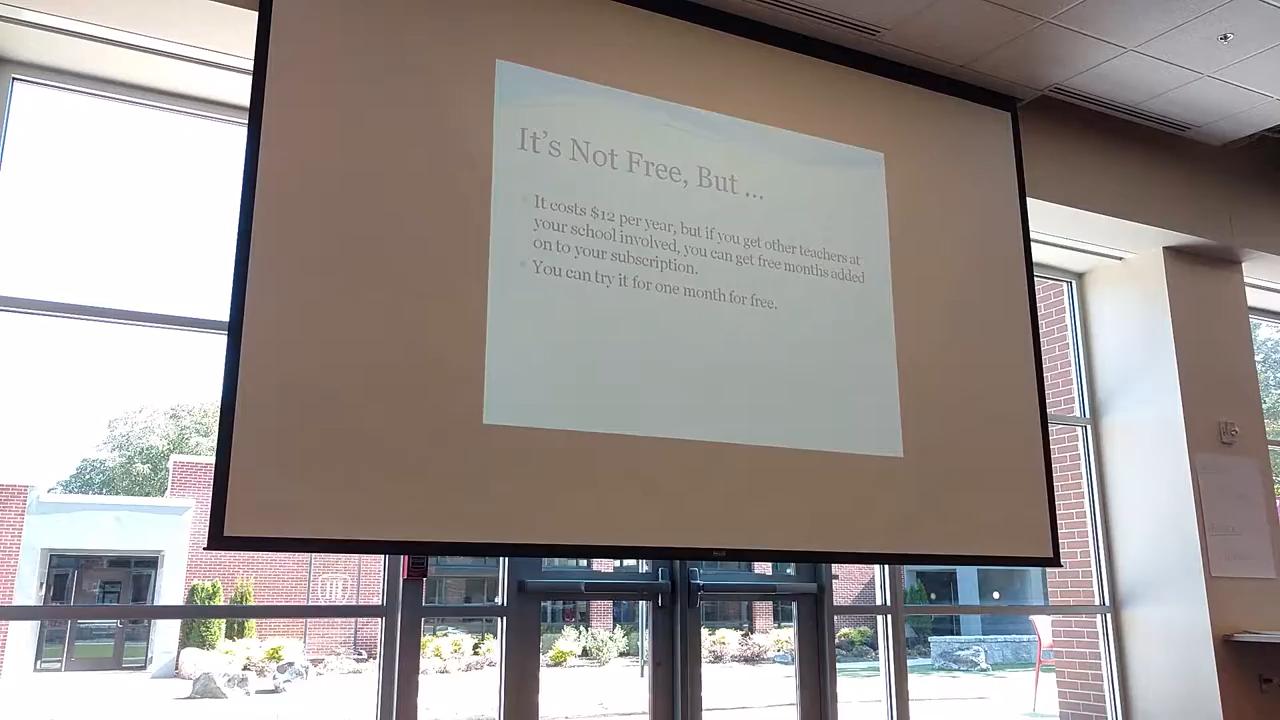 It's Not Free, But ...
It costs $12 per year, but if you get other teachers at
your school involved, you can get free months added
on to your subscription.
You can try it for one month for free.